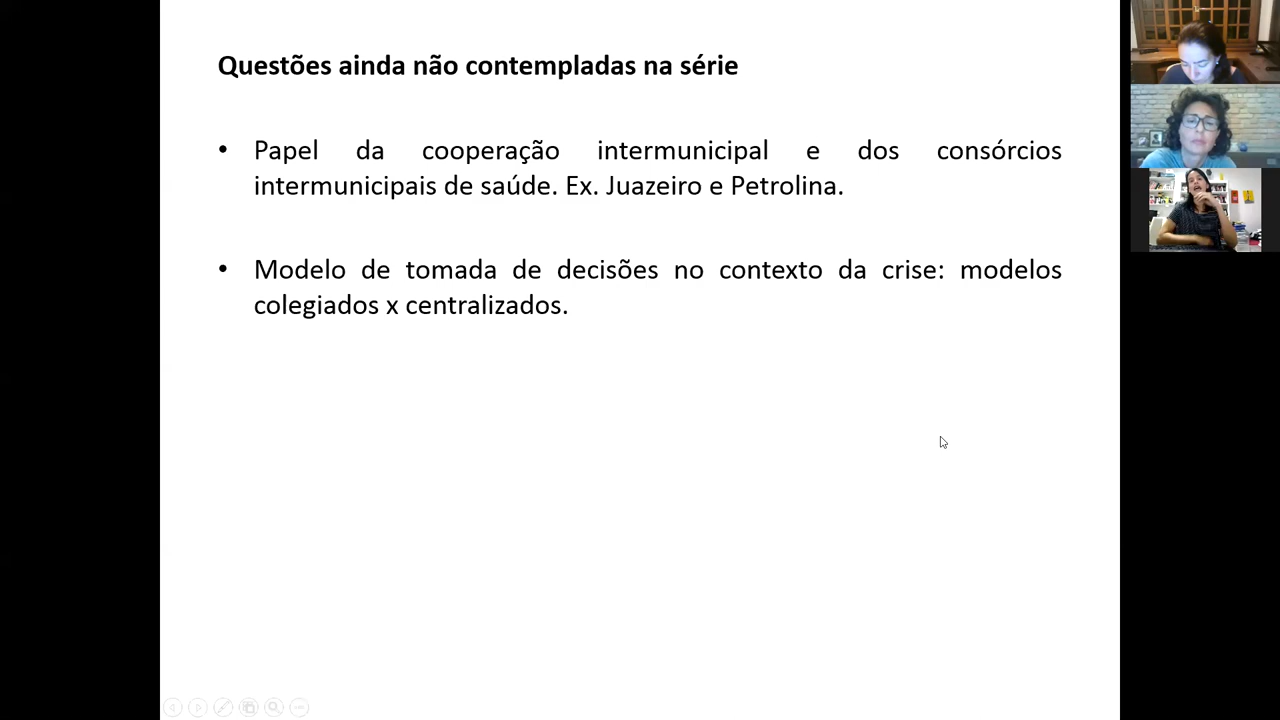 Questões ainda não contempladas na série
• Papel da cooperação intermunicipal e dos consórcios
intermunicipais de saúde. Ex. Juazeiro e Petrolina.
• Modelo de tomada de decisões no contexto da crise: modelos
colegiados x centralizados.